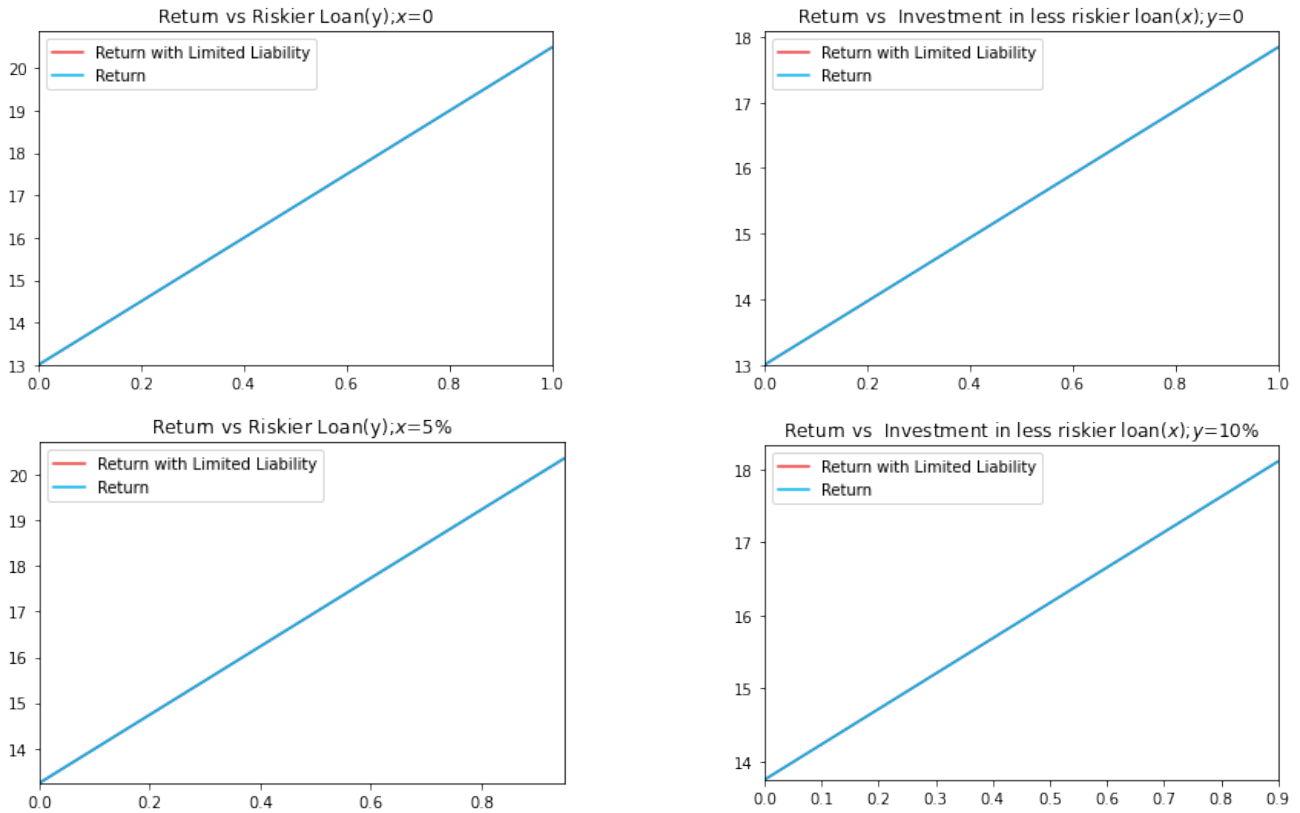 Return vs Riskier Loan(y);x=0
Return with Limited Liability
Return
20
19
18
17
16
15
14
13
0.0 0.2 0.4 0.6 0.8 1.0
Return vs  Investment in less riskier loan(x);y=0
Return with Limited Liability
Return
18
17
16
15
14
13
0.0 0.2 0.4 0.6 0.8 1.0
Return vs Riskier Loan(y);x=5%
Return with Limited Liability
Return
20
19
18
17
16
15
14
0.0 0.2 0.4 0.6 0.8
Return vs  Investment in less riskier loan(x);y=10%
Return with Limited Liability
Return
18
17
16
15
14
0.0 0.1 0.2 0.3 0.4 0.5 0.6 0.7 0.8 0.9